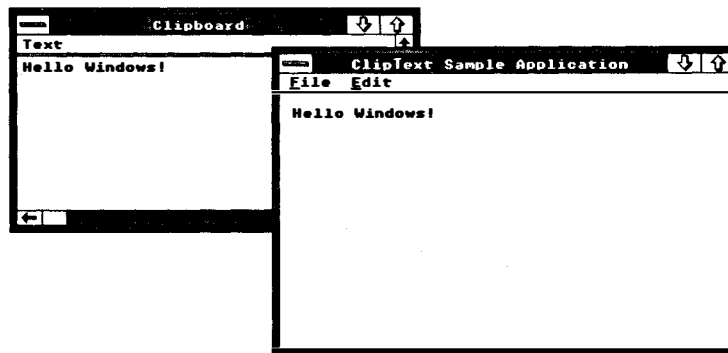 Clipboard
Text
Hello Windows!
ClipText Sample Application
File Edit
Hello Windows!